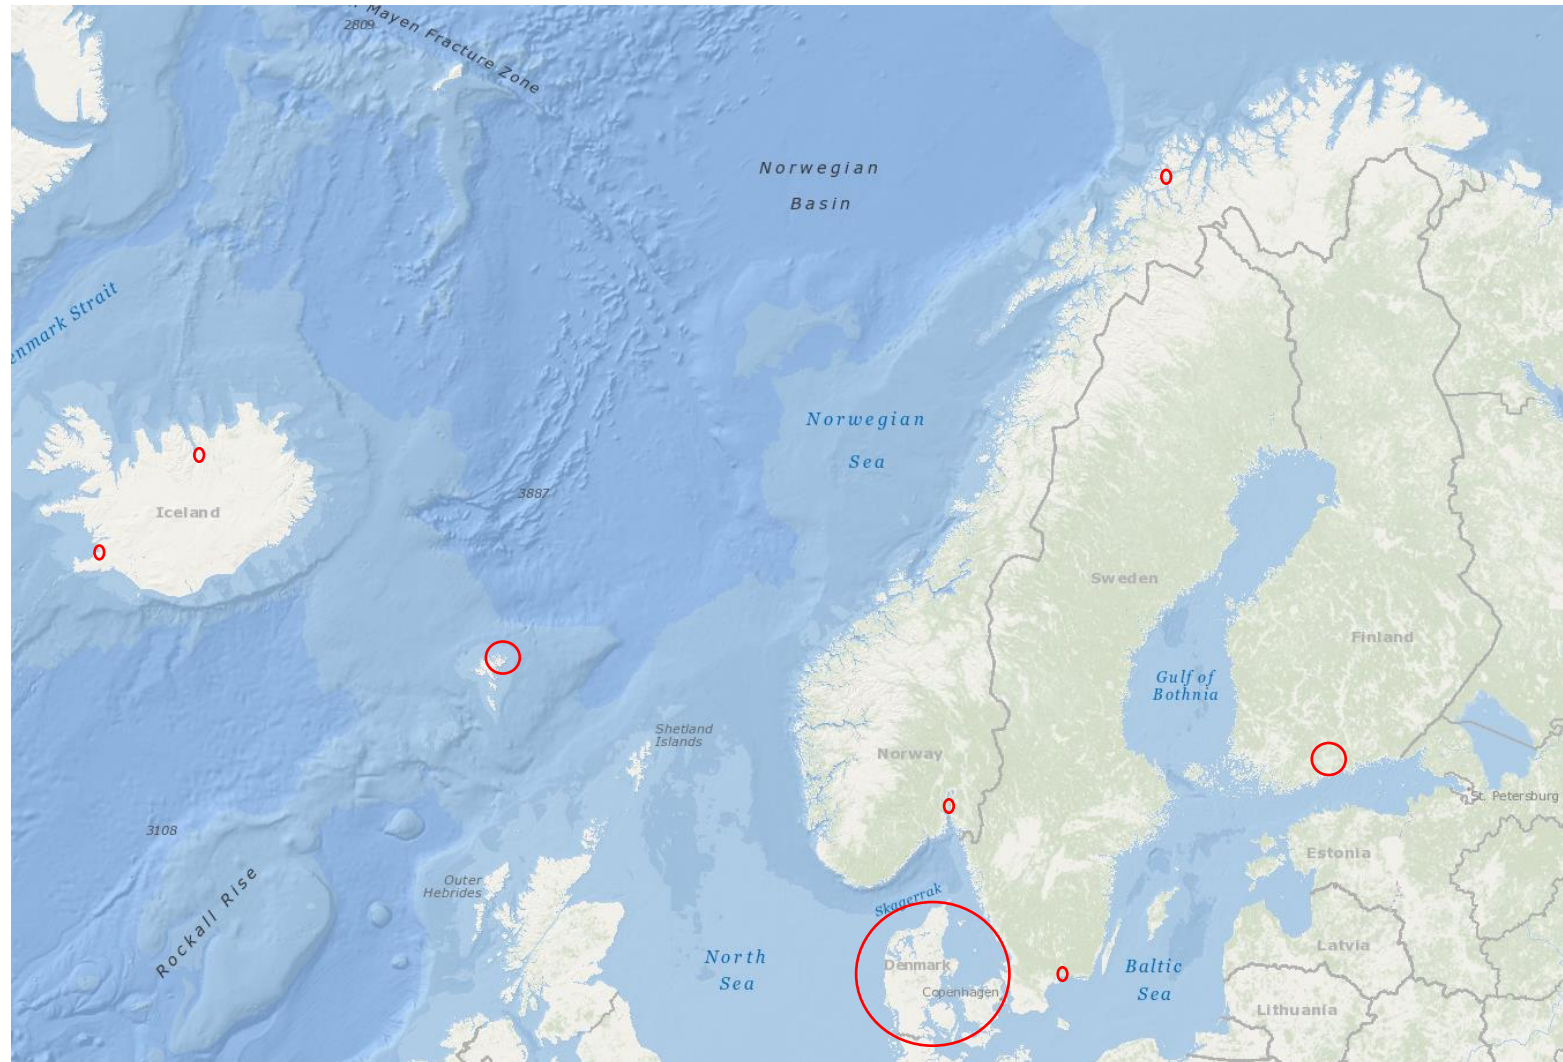 Mayen Fracture Zone
2809
Norwegian
Basin
enmark Strait
Norwegian
Sea
3887
Iceland
Sweden
Finland
Gulf of
Bothnia
Shetland
Islands
Norway
St. Petersburg
3108
Estonia
Outer
Hebrides
Skagerrak
Rockall Rise
North
Sea
Denmark
Copenhagen
Baltic
Sea
Latvia
Lithuania